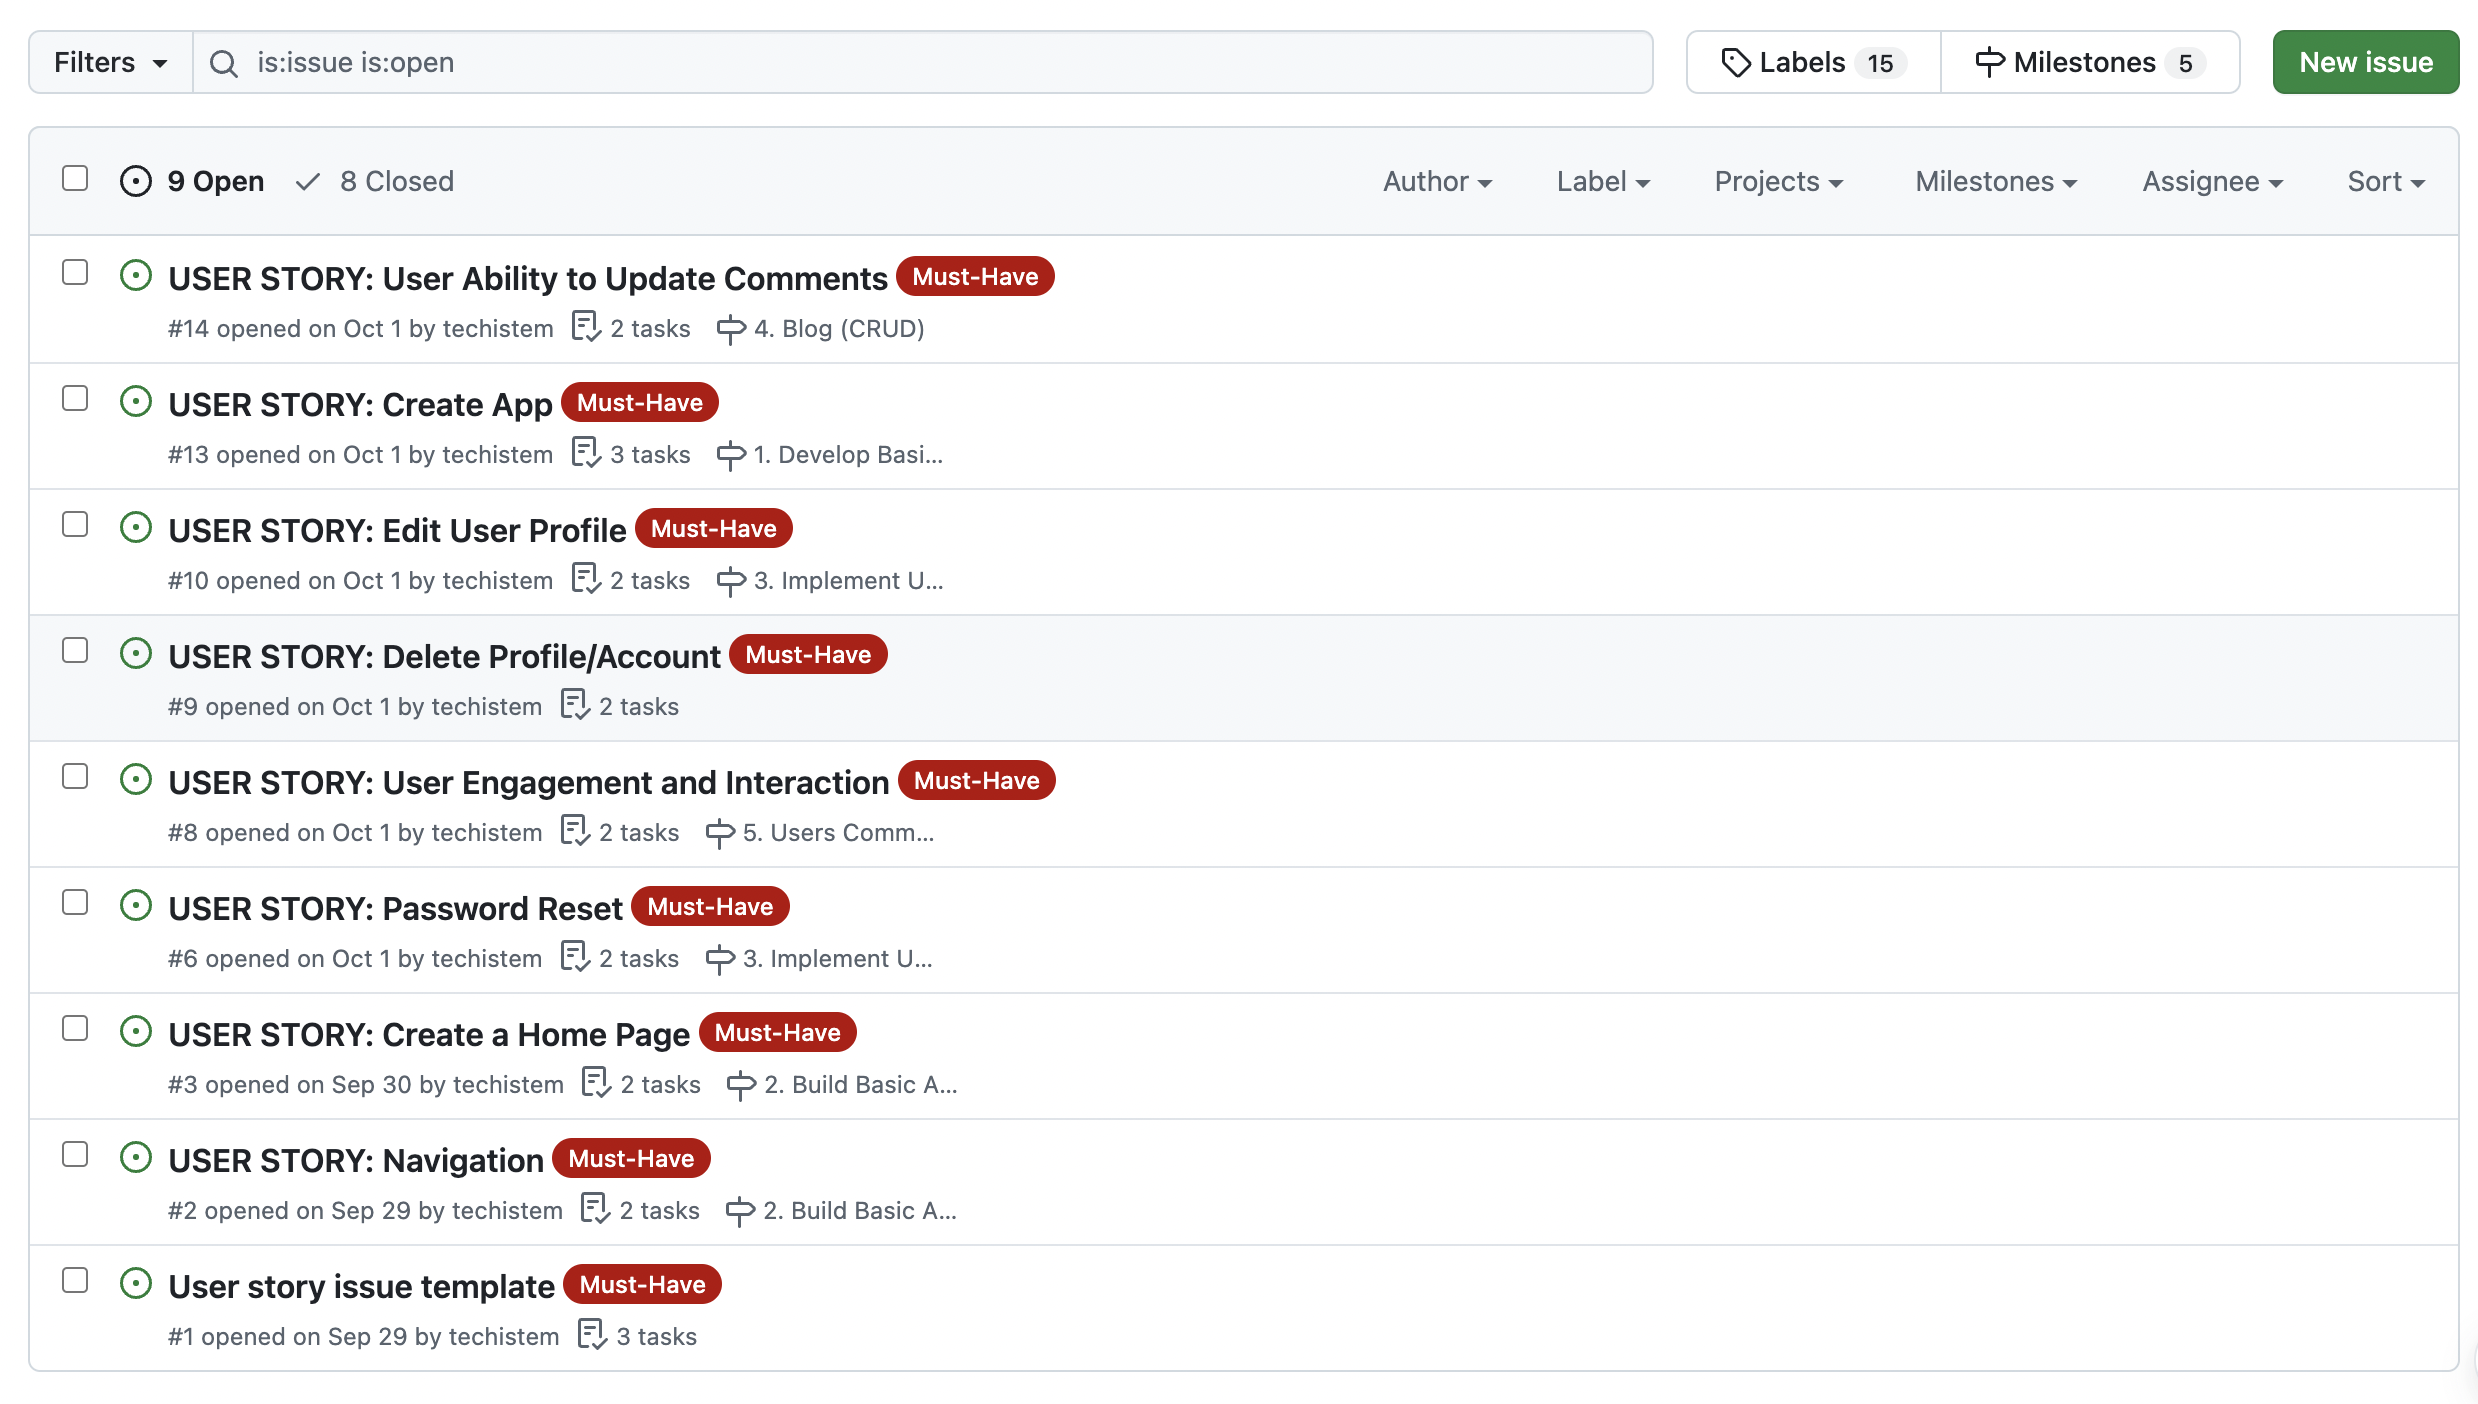 Filters is:issue is:open Labels 15 Milestones 5 New issue
9 Open 8 Closed Author Label Projects Milestones Assignee Sort
USER STORY: User Ability to Update Comments Must-Have
#14 opened on Oct 1 by techistem 2 tasks 4. Blog (CRUD)
USER STORY: Create App Must-Have
#13 opened on Oct 1 by techistem 3 tasks 1. Develop Basi...
USER STORY: Edit User Profile Must-Have
#10 opened on Oct 1 by techistem 2 tasks 3. Implement U...
USER STORY: Delete Profile/Account Must-Have
#9 opened on Oct 1 by techistem 2 tasks
USER STORY: User Engagement and Interaction Must-Have
#8 opened on Oct 1 by techistem 2 tasks 5. Users Comm...
USER STORY: Password Reset Must-Have
#6 opened on Oct 1 by techistem 2 tasks 3. Implement U...
USER STORY: Create a Home Page Must-Have
#3 opened on Sep 30 by techistem 2 tasks 2. Build Basic A...
USER STORY: Navigation Must-Have
#2 opened on Sep 29 by techistem 2 tasks 2. Build Basic A...
User story issue template Must-Have
#1 opened on Sep 29 by techistem 3 tasks